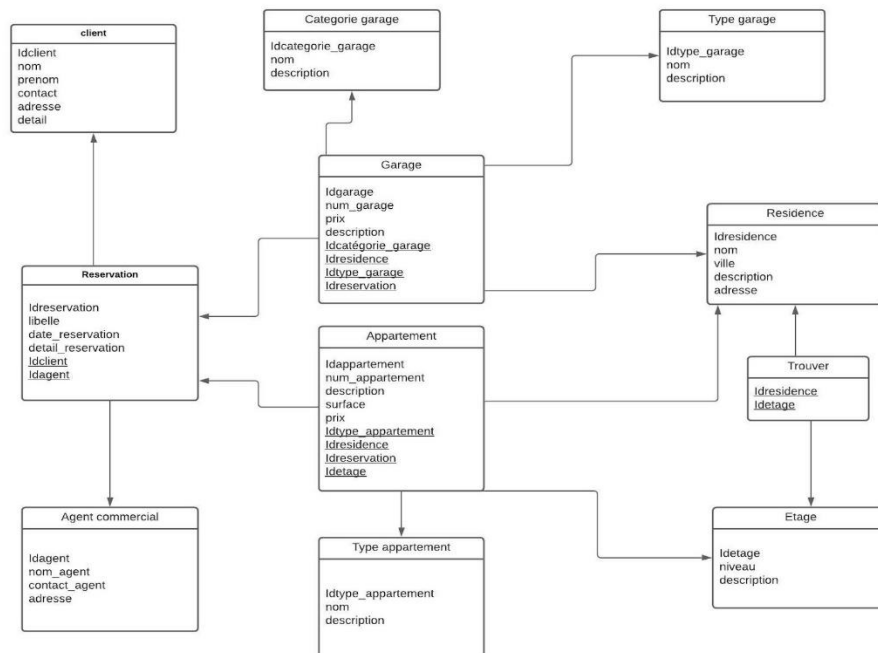 client
Idclient
nom
prenom
contact
adresse
detail
Categorie garage
Idcategorie_garage
nom
description
Type garage
Idtype_garage
nom
description
Garage
Idgarage
num_garage
prix
description
Idcatégorie_garage
Idresidence
Idtype_garage
Idreservation
Residence
Idresidence
nom
ville
description
adresse
Reservation
Idreservation
libelle
date_reservation
detail_reservation
Idclient
Idagent
Appartement
Idappartement
num_appartement
description
surface
prix
Idtype_appartement
Idresidence
Idreservation
Idetage
Trouver
Idresidence
Idetage
Agent commercial
Idagent
nom_agent
contact_agent
adresse
Type appartement
Idtype_appartement
nom
description
Etage
Idetage
niveau
description